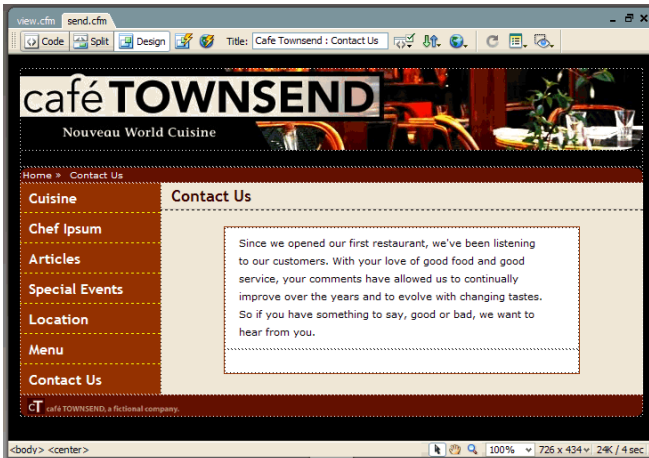 view.cfm send.cfm
Code Split Design Title: Cafe Townsend : Contact Us
café TOWNSEND
Nouveau World Cuisine
Home » Contact Us
Cuisine
Chef Ipsum
Articles
Special Events
Location
Menu
Contact Us
Contact Us
Since we opened our first restaurant, we've been listening
to our customers. With your love of good food and good
service, your comments have allowed us to continually
improve over the years and to evolve with changing tastes.
So if you have something to say, good or bad, we want to
hear from you.
cT café TOWNSEND, a fictional company.
<body> <center> 100% 726 x 434 24K / 4 sec